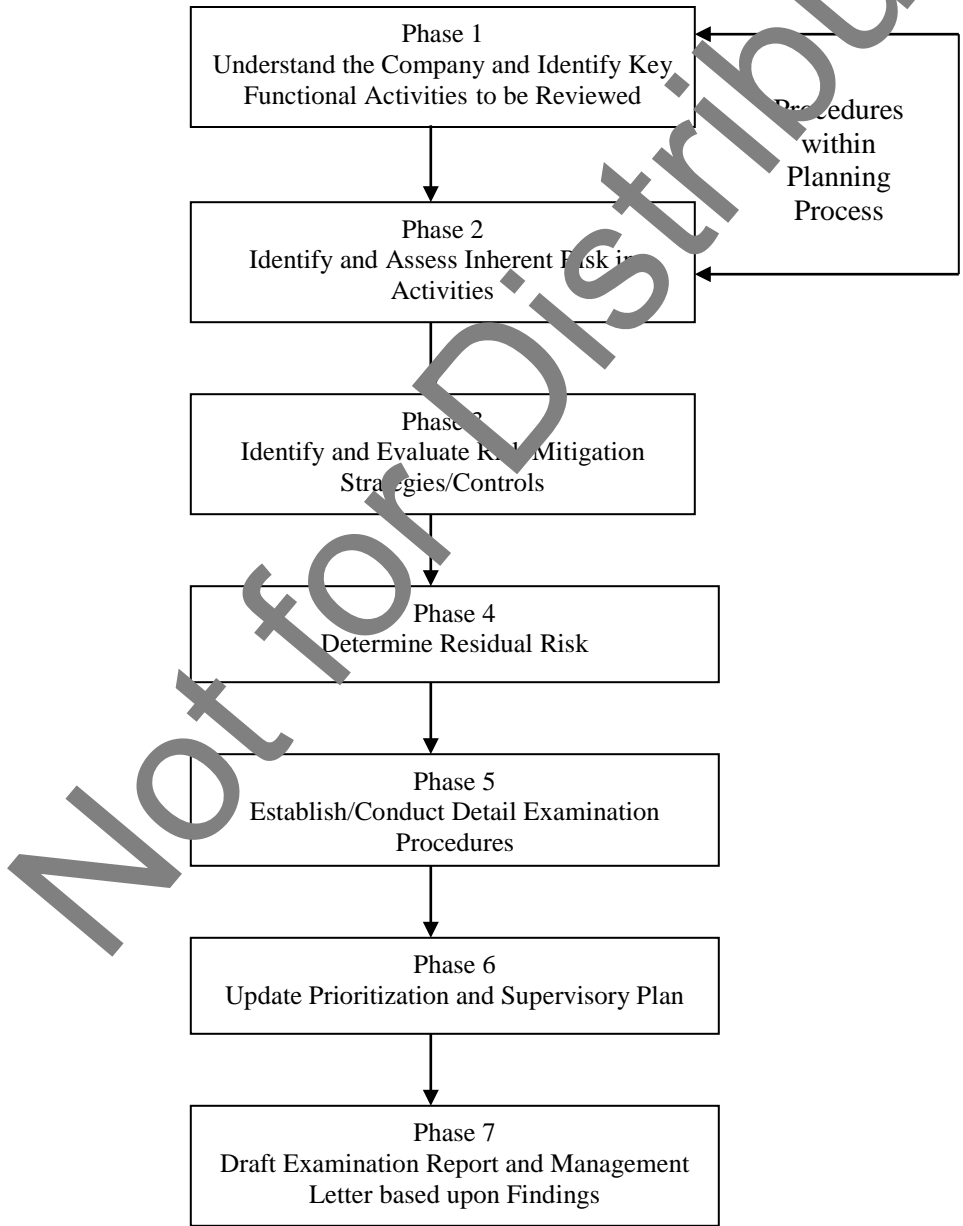 Phase 1
Understand the Company and Identify Key
Functional Activities to be Reviewed
Procedures
within
Planning
Process
Phase 2
Identify and Assess Inherent Risk in
Activities
Phase 3
Identify and Evaluate Risk Mitigation
Strategies/Controls
Phase 4
Determine Residual Risk
Phase 5
Establish/Conduct Detail Examination
Procedures
Phase 6
Update Prioritization and Supervisory Plan
Phase 7
Draft Examination Report and Management
Letter based upon Findings
Not for Distribu